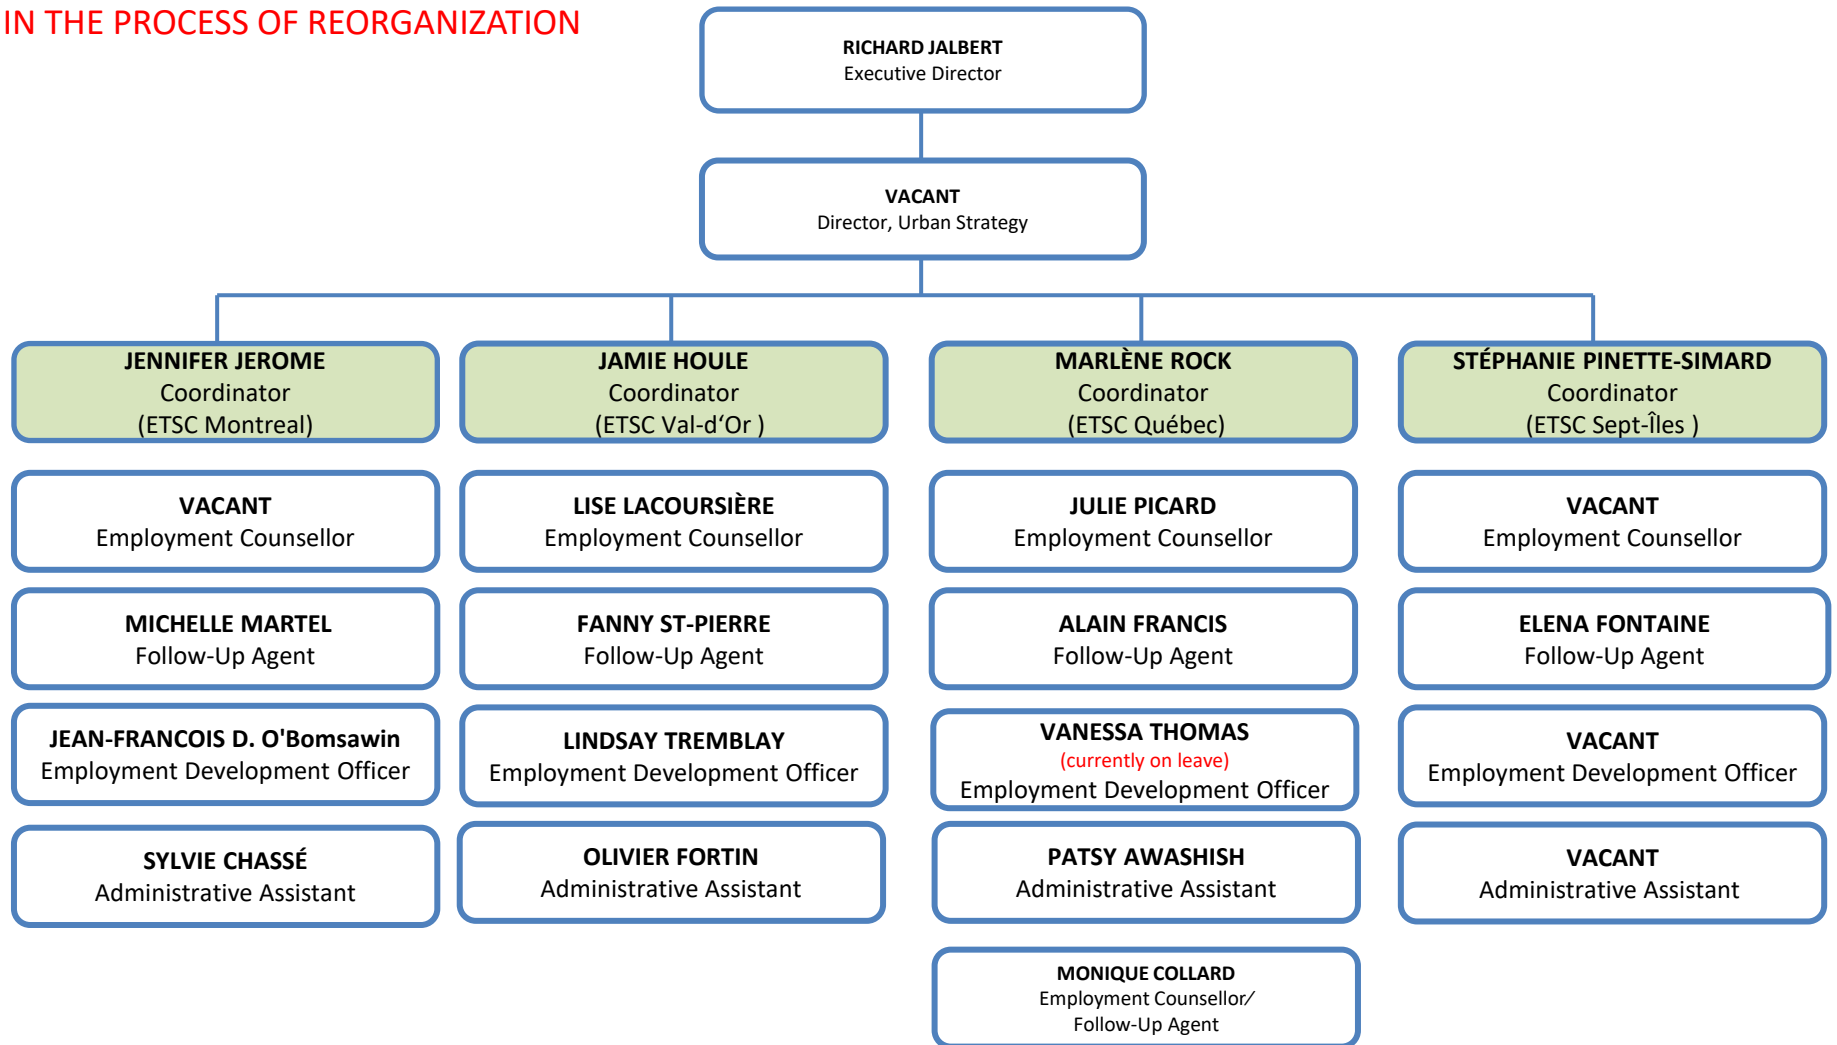 IN THE PROCESS OF REORGANIZATION
RICHARD JALBERT
Executive Director
VACANT
Director, Urban Strategy
JENNIFER JEROME
Coordinator
(ETSC Montreal)
VACANT
Employment Counsellor
MICHELLE MARTEL
Follow-Up Agent
JEAN-FRANCOIS D. O'Bomsawin
Employment Development Officer
SYLVIE CHASSÉ
Administrative Assistant
JAMIE HOULE
Coordinator
(ETSC Val-d‘Or )
LISE LACOURSIÈRE
Employment Counsellor
FANNY ST-PIERRE
Follow-Up Agent
LINDSAY TREMBLAY
Employment Development Officer
OLIVIER FORTIN
Administrative Assistant
MARLÈNE ROCK
Coordinator
(ETSC Québec)
JULIE PICARD
Employment Counsellor
ALAIN FRANCIS
Follow-Up Agent
VANESSA THOMAS
(currently on leave)
Employment Development Officer
PATSY AWASHISH
Administrative Assistant
MONIQUE COLLARD
Employment Counsellor/
Follow-Up Agent
STÉPHANIE PINETTE-SIMARD
Coordinator
(ETSC Sept-Îles )
VACANT
Employment Counsellor
ELENA FONTAINE
Follow-Up Agent
VACANT
Employment Development Officer
VACANT
Administrative Assistant